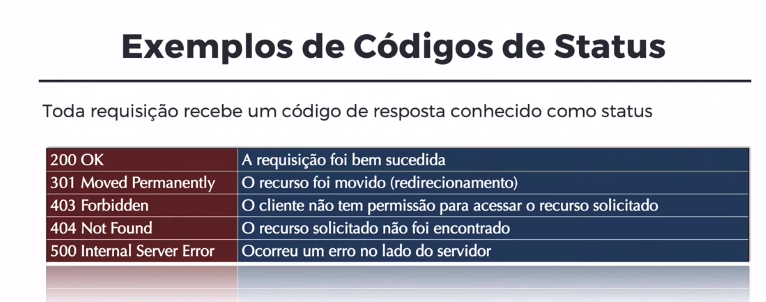 Exemplos de Códigos de Status
Toda requisição recebe um código de resposta conhecido como status
200 OK A requisição foi bem sucedida
301 Moved Permanently O recurso foi movido (redirecionamento)
403 Forbidden O cliente não tem permissão para acessar o recurso solicitado
404 Not Found O recurso solicitado não foi encontrado
500 Internal Server Error Ocorreu um erro no lado do servidor